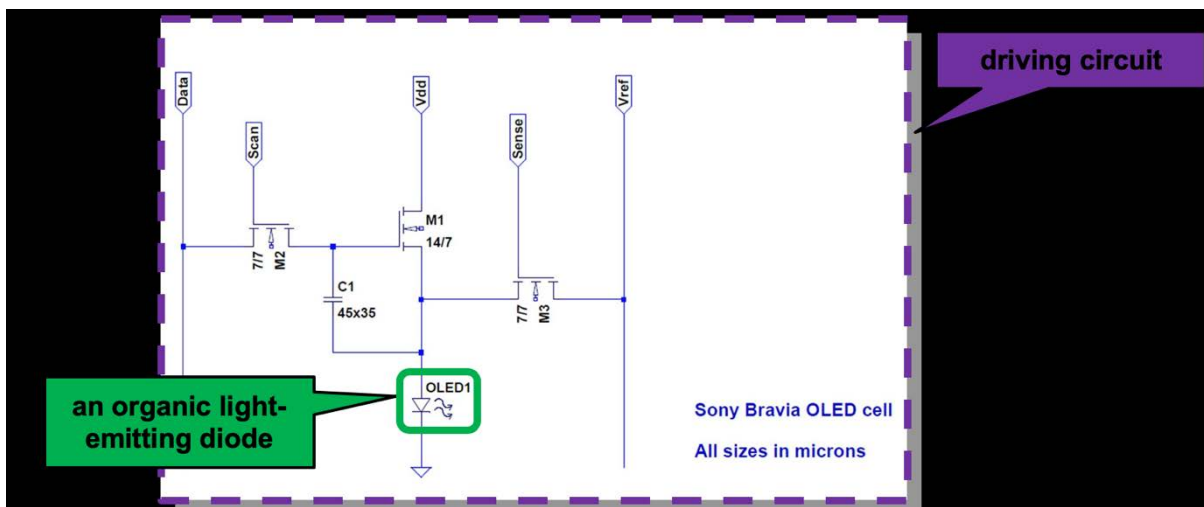 driving circuit
Data
Vdd
Vref
Scan
Sense
M1
14/7
7/7
M2
C1
45x35
7/7
M3
OLED1
an organic light-
emitting diode
Sony Bravia OLED cell
All sizes in microns